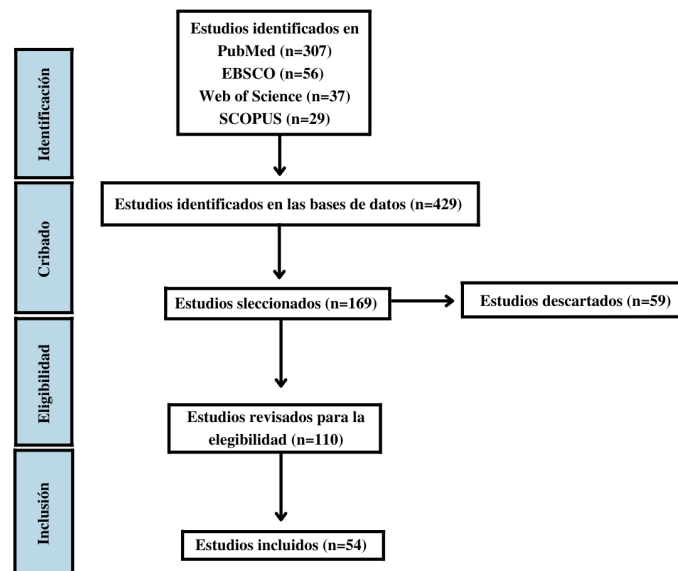 Estudios identificados en
PubMed (n=307)
EBSCO (n=56)
Web of Science (n=37)
SCOPUS (n=29)
Identificación
Estudios identificados en las bases de datos (n=429)
Cribado
Estudios sleccionados (n=169)
Estudios descartados (n=59)
Eligibilidad
Estudios revisados para la
elegibilidad (n=110)
Inclusión
Estudios incluidos (n=54)